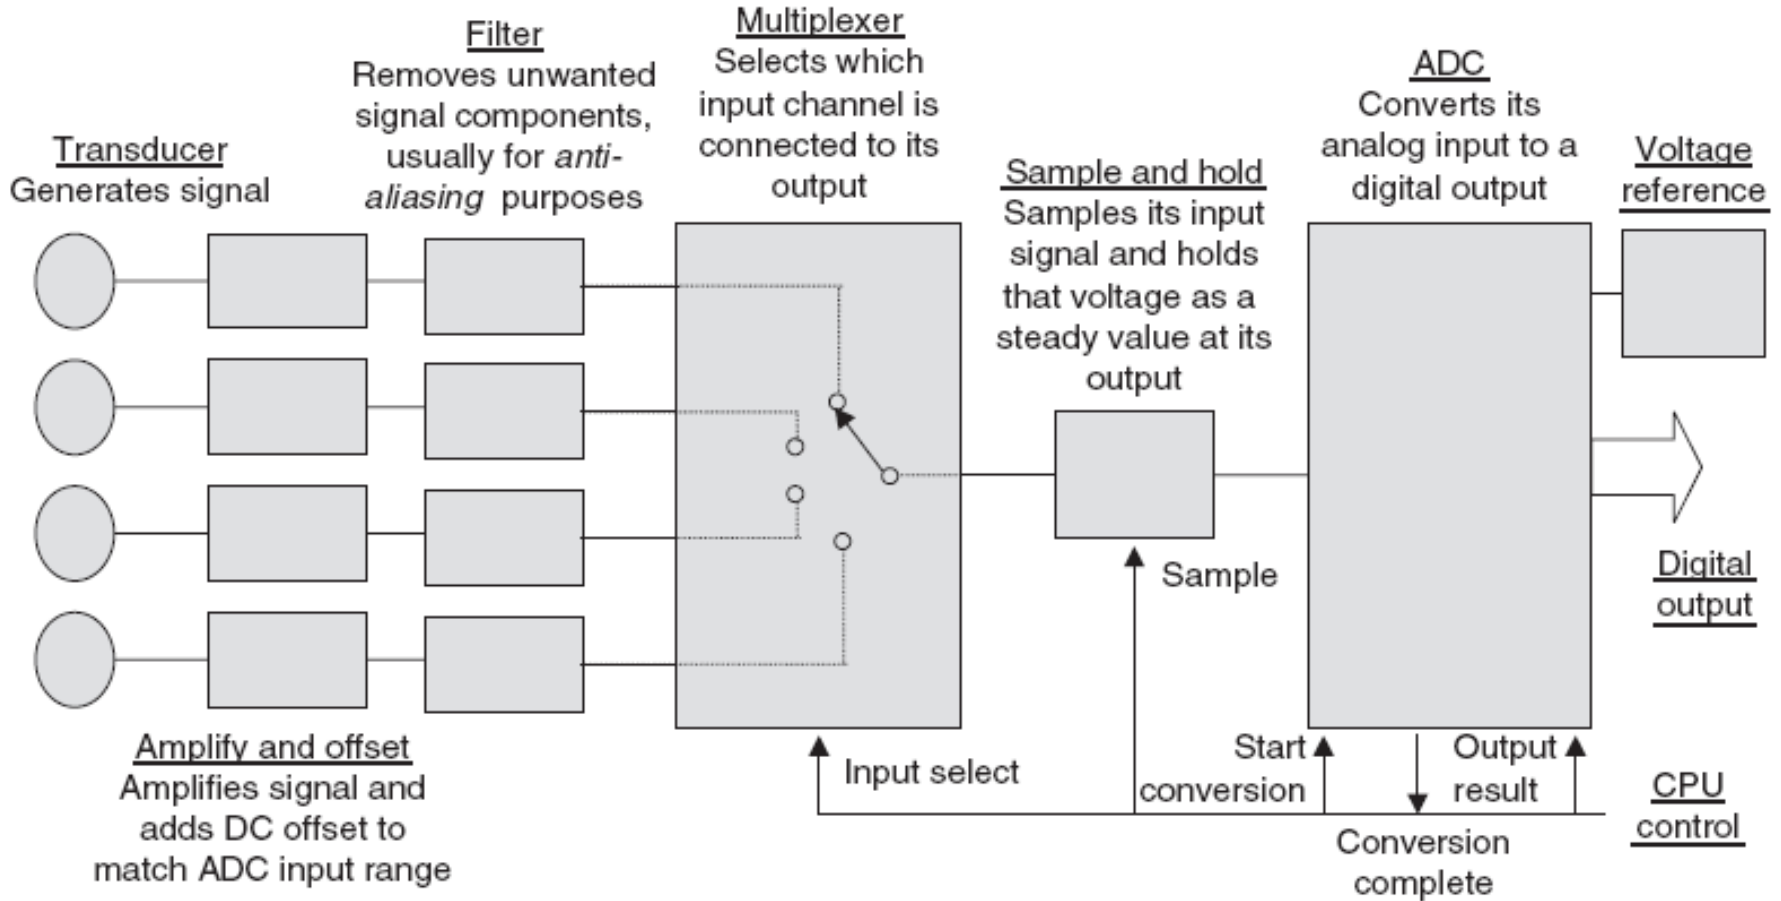 Transducer
Generates signal
Filter
Removes unwanted
signal components,
usually for anti-
aliasing purposes
Multiplexer
Selects which
input channel is
connected to its
output
Sample and hold
Samples its input
signal and holds
that voltage as a
steady value at its
output
ADC
Converts its
analog input to a
digital output
Voltage
reference
Sample
Digital
output
Amplify and offset
Amplifies signal and
adds DC offset to
match ADC input range
Input select
Start
conversion
Output
result
Conversion
complete
CPU
control